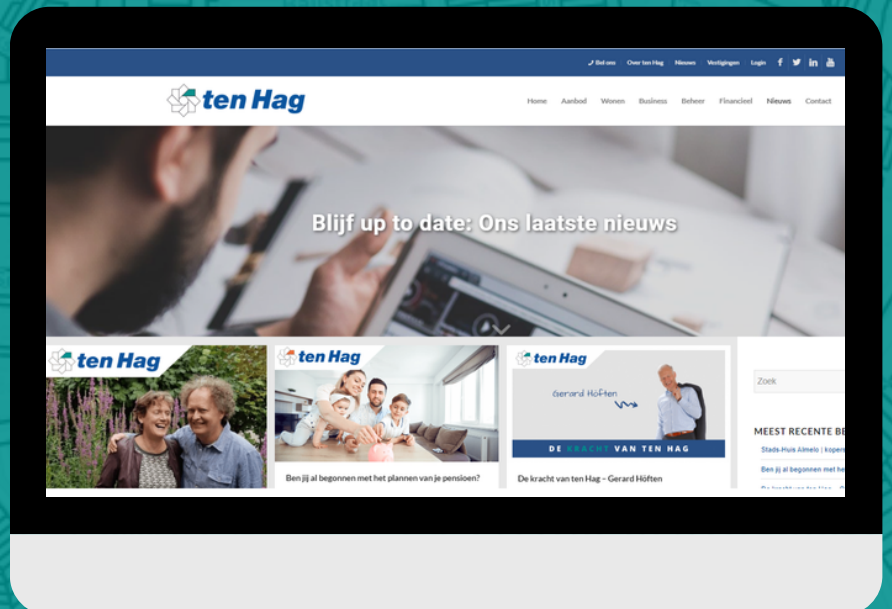 Bel ons Over ten Hag Nieuws Vestigingen Login
ten Hag
Home Aanbod Wonen Business Beheer Financieel Nieuws Contact
Blijf up to date: Ons laatste nieuws
ten Hag
ten Hag
ten Hag
Gerard Höften
DE KRACHT VAN TEN HAG
Ben jij al begonnen met het plannen van je pensioen?
De kracht van ten Hag – Gerard Höften
Zoek
MEEST RECENTE BE
Stads-Huis Almelo | kopers
Ben jij al begonnen met he